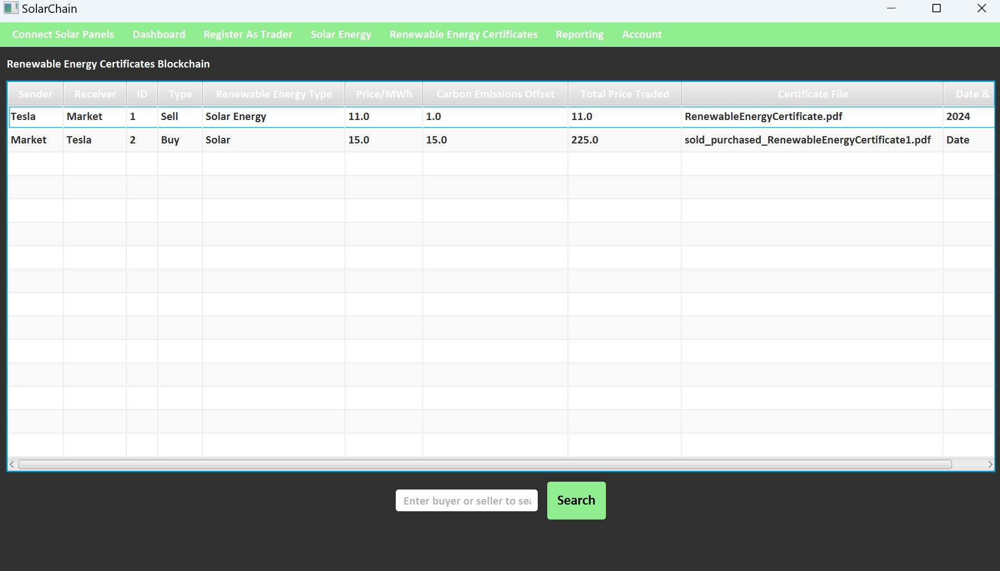 SolarChain
Connect Solar Panels Dashboard Register As Trader Solar Energy Renewable Energy Certificates Reporting Account
Renewable Energy Certificates Blockchain
Sender Receiver ID Type Renewable Energy Type Price/MWh Carbon Emissions Offset Total Price Traded Certificate File Date &
Tesla Market 1 Sell Solar Energy 11.0 1.0 11.0 RenewableEnergyCertificate.pdf 2024
Market Tesla 2 Buy Solar 15.0 15.0 225.0 sold_purchased_RenewableEnergyCertificate1.pdf Date
Enter buyer or seller to sea
Search